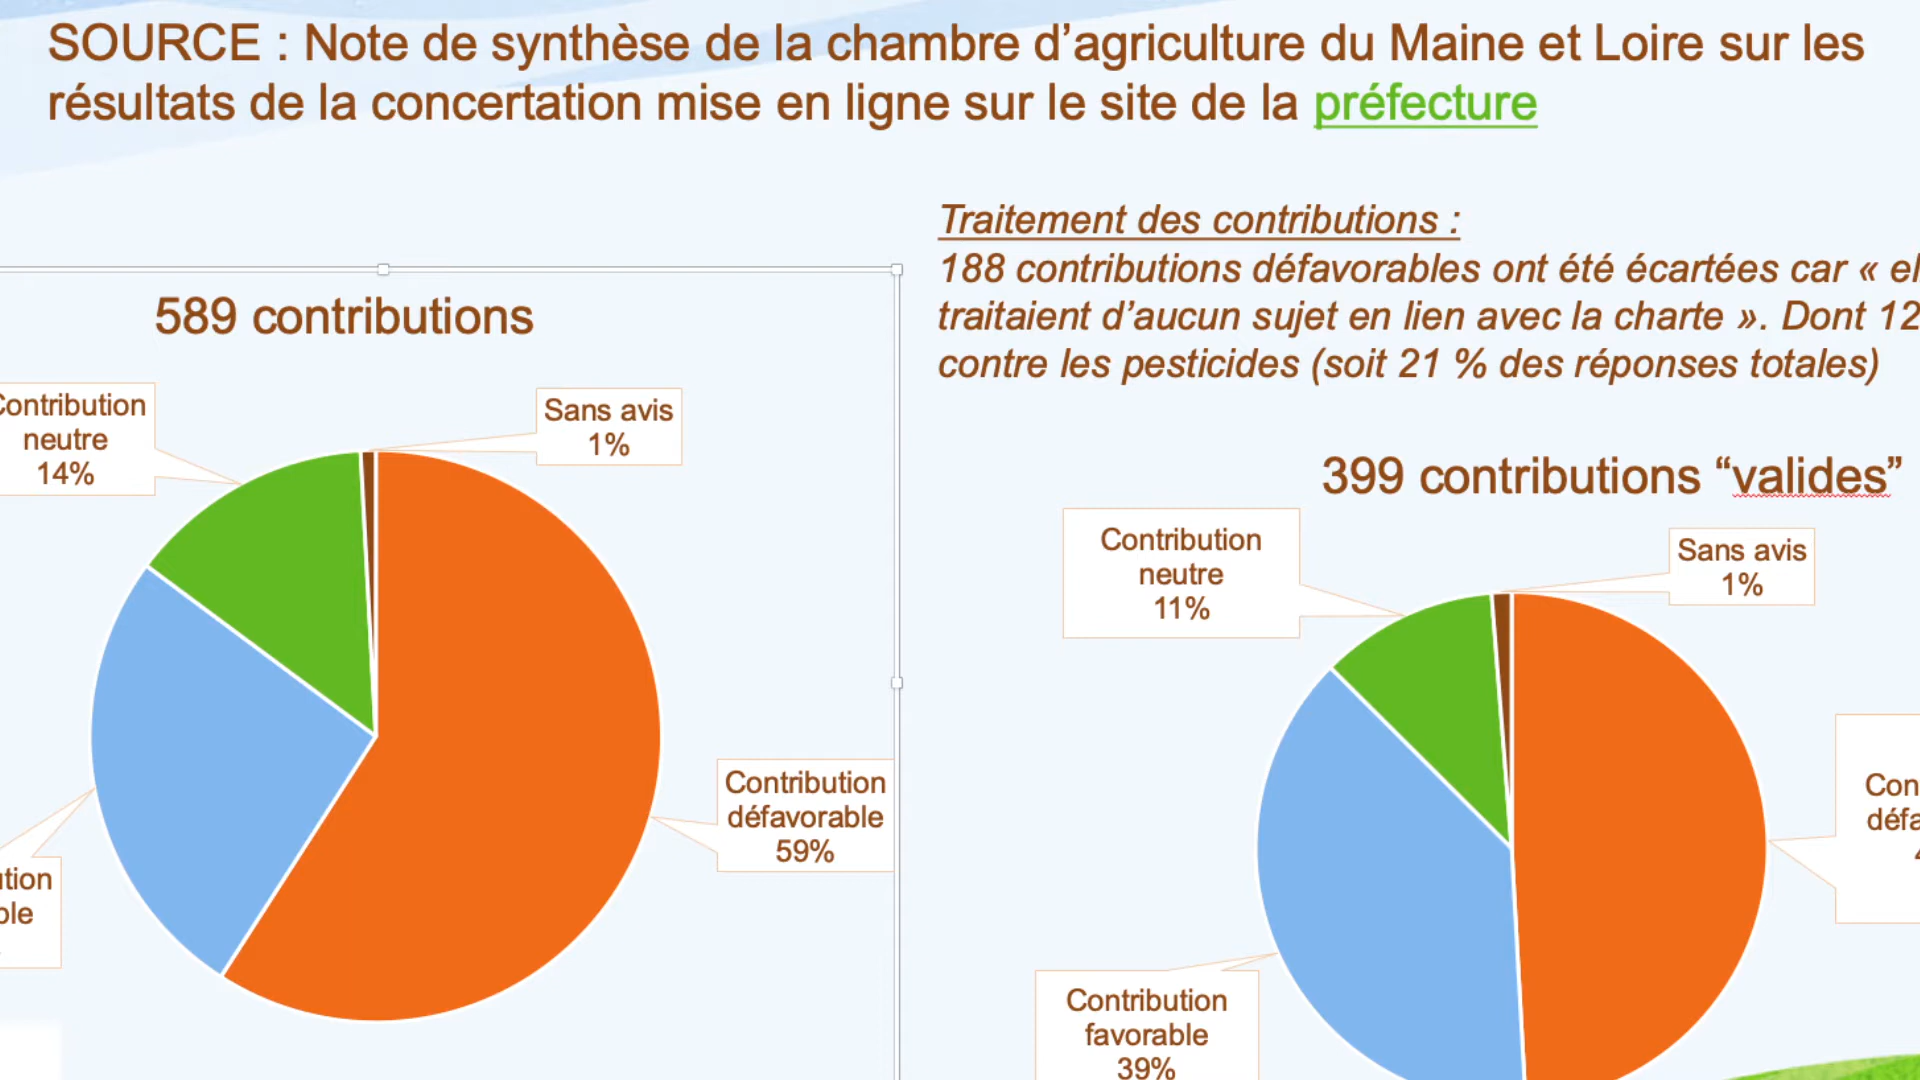 SOURCE : Note de synthèse de la chambre d’agriculture du Maine et Loire sur les
résultats de la concertation mise en ligne sur le site de la préfecture
Traitement des contributions :
188 contributions défavorables ont été écartées car « el
traitaient d’aucun sujet en lien avec la charte ». Dont 12
contre les pesticides (soit 21 % des réponses totales)
589 contributions
Contribution
neutre
14%
Sans avis
1%
Contribution
défavorable
59%
399 contributions “valides”
Contribution
neutre
11%
Sans avis
1%
Contribution
favorable
39%